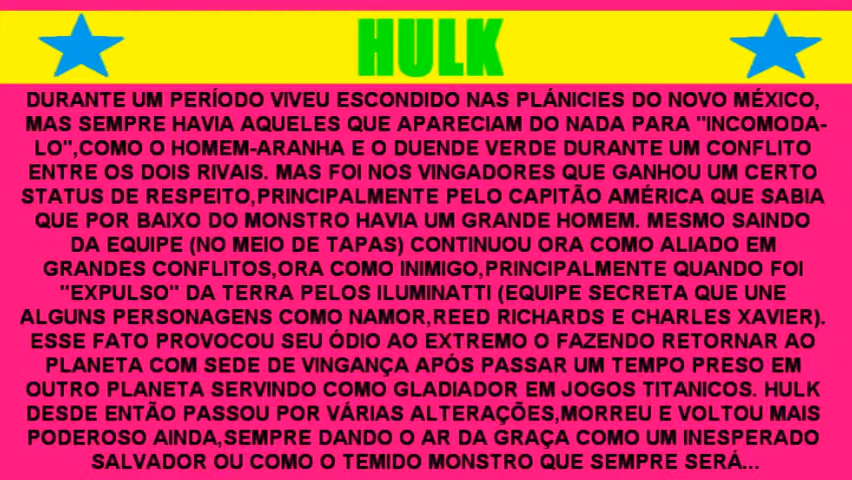 HULK
DURANTE UM PERÍODO VIVEU ESCONDIDO NAS PLÁNICIES DO NOVO MÉXICO,
MAS SEMPRE HAVIA AQUELES QUE APARECIAM DO NADA PARA "INCOMODA-
LO",COMO O HOMEM-ARANHA E O DUENDE VERDE DURANTE UM CONFLITO
ENTRE OS DOIS RIVAIS. MAS FOI NOS VINGADORES QUE GANHOU UM CERTO
STATUS DE RESPEITO,PRINCIPALMENTE PELO CAPITÃO AMÉRICA QUE SABIA
QUE POR BAIXO DO MONSTRO HAVIA UM GRANDE HOMEM. MESMO SAINDO
DA EQUIPE (NO MEIO DE TAPAS) CONTINUOU ORA COMO ALIADO EM
GRANDES CONFLITOS,ORA COMO INIMIGO,PRINCIPALMENTE QUANDO FOI
"EXPULSO" DA TERRA PELOS ILUMINATTI (EQUIPE SECRETA QUE UNE
ALGUNS PERSONAGENS COMO NAMOR,REED RICHARDS E CHARLES XAVIER).
ESSE FATO PROVOCOU SEU ÓDIO AO EXTREMO O FAZENDO RETORNAR AO
PLANETA COM SEDE DE VINGANÇA APÓS PASSAR UM TEMPO PRESO EM
OUTRO PLANETA SERVINDO COMO GLADIADOR EM JOGOS TITANICOS. HULK
DESDE ENTÃO PASSOU POR VÁRIAS ALTERAÇÕES,MORREU E VOLTOU MAIS
PODEROSO AINDA,SEMPRE DANDO O AR DA GRAÇA COMO UM INESPERADO
SALVADOR OU COMO O TEMIDO MONSTRO QUE SEMPRE SERÁ...